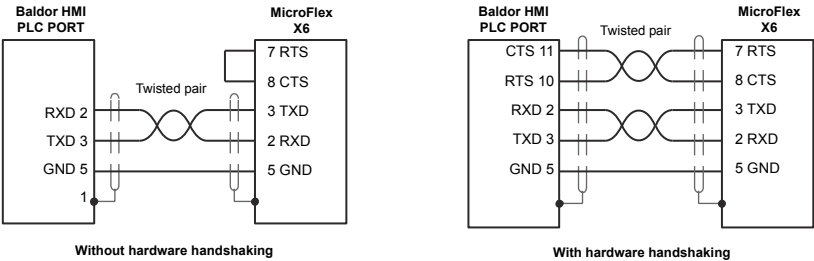 Baldor HMI
PLC PORT
MicroFlex
X6
7 RTS
8 CTS
Twisted pair
RXD 2
3 TXD
TXD 3
2 RXD
GND 5
5 GND
1
Without hardware handshaking
Baldor HMI
PLC PORT
MicroFlex
X6
Twisted pair
CTS 11
7 RTS
RTS 10
8 CTS
RXD 2
3 TXD
TXD 3
2 RXD
GND 5
5 GND
With hardware handshaking